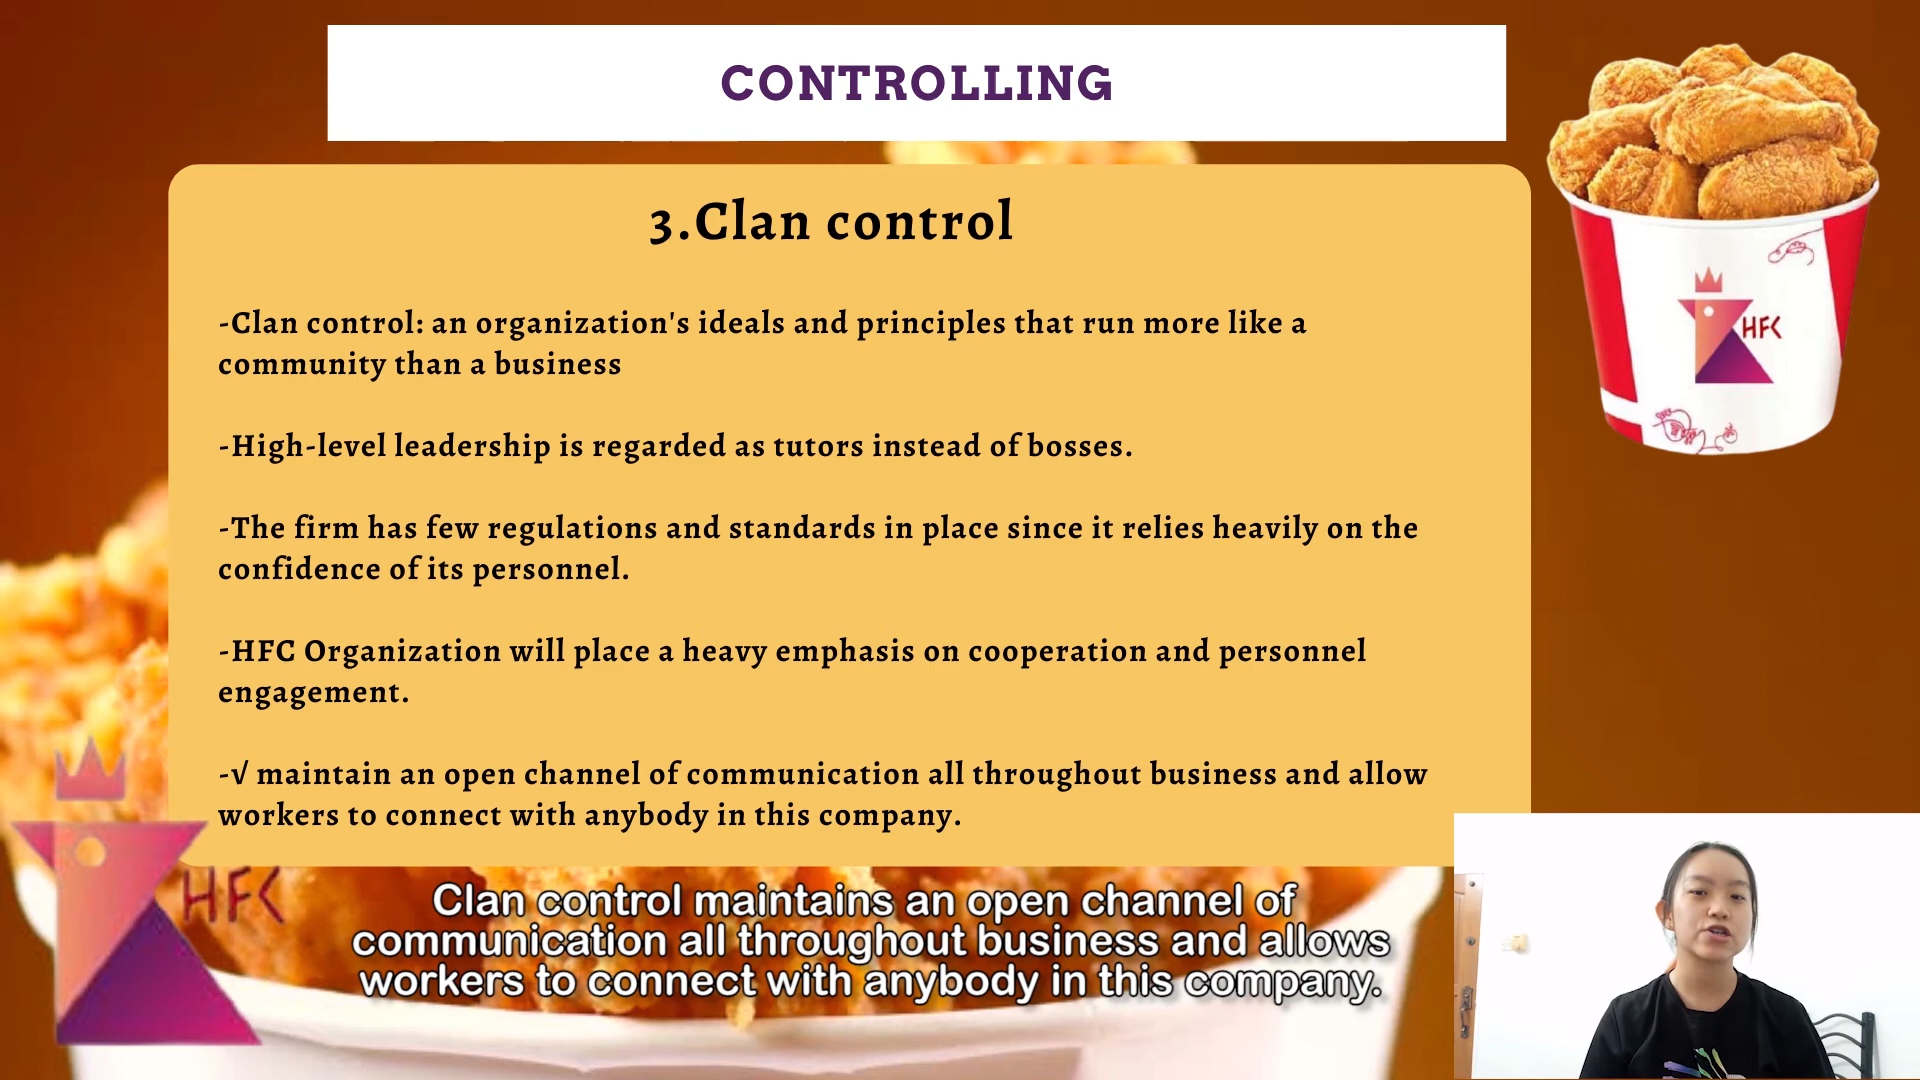 CONTROLLING
3.Clan control
-Clan control: an organization's ideals and principles that run more like a
community than a business
-High-level leadership is regarded as tutors instead of bosses.
-The firm has few regulations and standards in place since it relies heavily on the
confidence of its personnel.
-HFC Organization will place a heavy emphasis on cooperation and personnel
engagement.
-√ maintain an open channel of communication all throughout business and allow
workers to connect with anybody in this company.
HFC
HFC
Clan control maintains an open channel of
communication all throughout business and allows
workers to connect with anybody in this company.